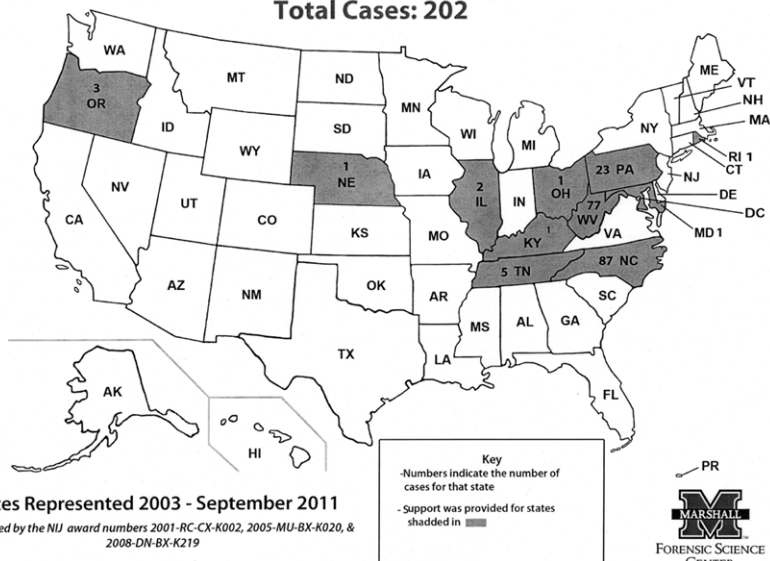 Total Cases: 202
WA
MT
ND
MN
ME
VT
NH
MA
3
OR
ID
SD
WI
MI
NY
WY
RI 1
CT
1
NE
IA
2
IL
IN
1
OH
23 PA
NJ
DE
DC
MD 1
NV
UT
CO
CA
KS
MO
KY 1
77
WV
VA
5 TN
87 NC
AZ
NM
OK
AR
SC
MS
AL
GA
TX
LA
FL
AK
HI
PR
Key
-Numbers indicate the number of
cases for that state
- Support was provided for states
shadded in
es Represented 2003 - September 2011
ed by the NIJ award numbers 2001-RC-CX-K002, 2005-MU-BX-K020, &
2008-DN-BX-K219
M
MARSHALL
FORENSIC SCIENCE
CENTER